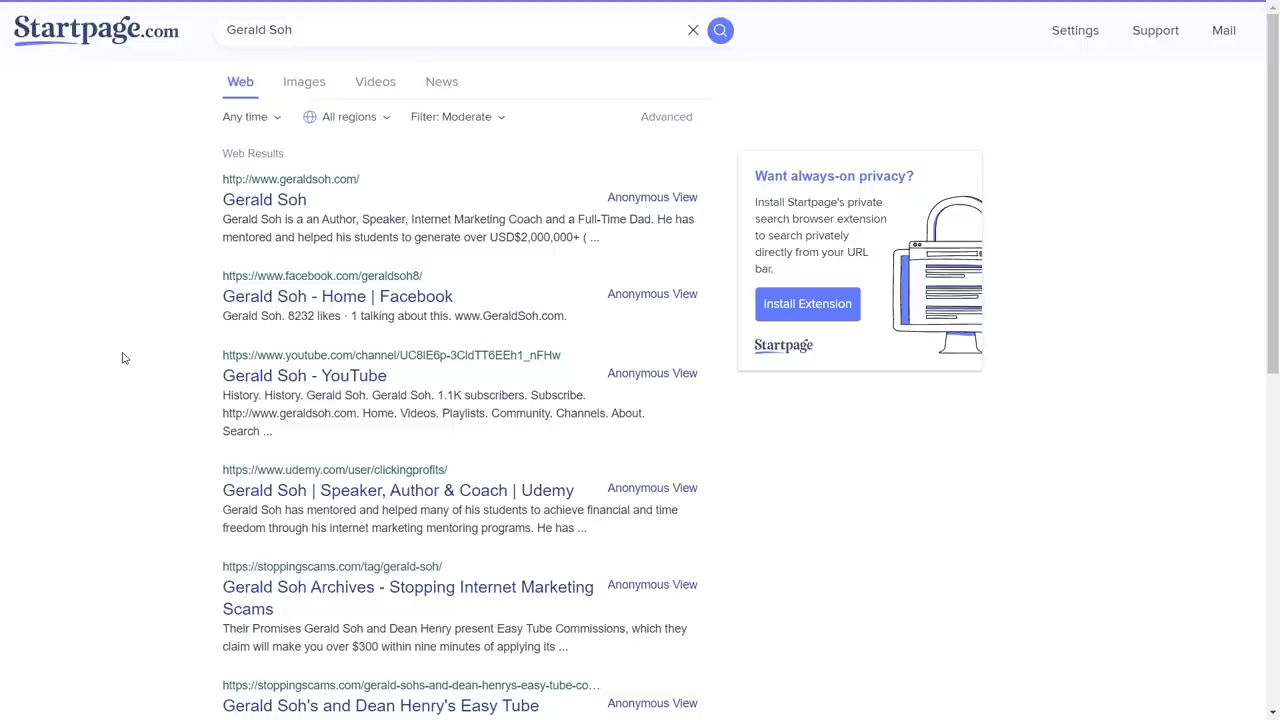 Startpage.com
Gerald Soh
Settings
Support
Mail
Web
Images
Videos
News
Any time
All regions
Filter: Moderate
Advanced
Web Results
http://www.geraldsoh.com/
Gerald Soh
Anonymous View
Gerald Soh is a an Author, Speaker, Internet Marketing Coach and a Full-Time Dad. He has
mentored and helped his students to generate over USD$2,000,000+ ( ...
https://www.facebook.com/geraldsoh8/
Gerald Soh - Home | Facebook
Anonymous View
Gerald Soh. 8232 likes · 1 talking about this. www.GeraldSoh.com.
https://www.youtube.com/channel/UC8lE6p-3CldTT6EEh1_nFHw
Gerald Soh - YouTube
Anonymous View
History. History. Gerald Soh. Gerald Soh. 1.1K subscribers. Subscribe.
http://www.geraldsoh.com. Home. Videos. Playlists. Community. Channels. About.
Search ...
https://www.udemy.com/user/clickingprofits/
Gerald Soh | Speaker, Author & Coach | Udemy
Anonymous View
Gerald Soh has mentored and helped many of his students to achieve financial and time
freedom through his internet marketing mentoring programs. He has ...
https://stoppingscams.com/tag/gerald-soh/
Gerald Soh Archives - Stopping Internet Marketing
Scams
Anonymous View
Their Promises Gerald Soh and Dean Henry present Easy Tube Commissions, which they
claim will make you over $300 within nine minutes of applying its ...
https://stoppingscams.com/gerald-sohs-and-dean-henrys-easy-tube-co…
Gerald Soh's and Dean Henry's Easy Tube
Anonymous View
Want always-on privacy?
Install Startpage's private
search browser extension
to search privately
directly from your URL
bar.
Install Extension
Startpage